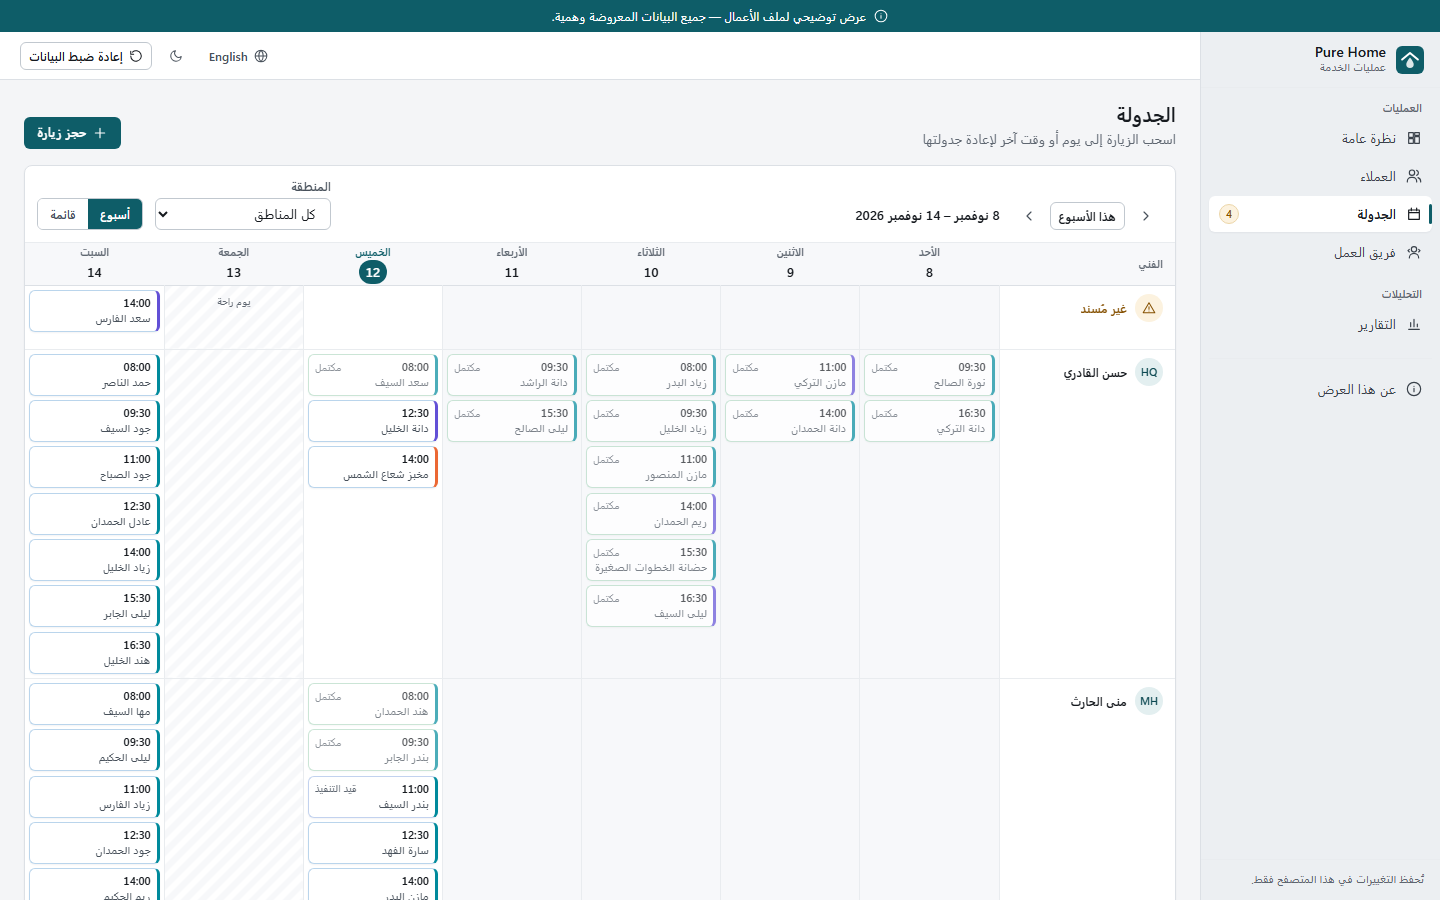 عرض توضيحي لملف الأعمال — جميع البيانات المعروضة وهمية.
Pure Home
عمليات الخدمة
العمليات
نظرة عامة
العملاء
الجدولة
4
فريق العمل
التحليلات
التقارير
عن هذا العرض
تُحفظ التغييرات في هذا المتصفح فقط.
English
إعادة ضبط البيانات
الجدولة
اسحب الزيارة إلى يوم أو وقت آخر لإعادة جدولتها
حجز زيارة
هذا الأسبوع
8 نوفمبر – 14 نوفمبر 2026
المنطقة
كل المناطق
أسبوع
قائمة
الفني
الأحد
8
الاثنين
9
الثلاثاء
10
الأربعاء
11
الخميس
12
الجمعة
13
السبت
14
غير مُسند
يوم راحة
14:00
سعد الفارس
HQ
حسن القادري
09:30 مكتمل
نورة الصالح
16:30 مكتمل
دانة التركي
11:00 مكتمل
مازن التركي
14:00 مكتمل
دانة الحمدان
08:00 مكتمل
زياد البدر
09:30 مكتمل
زياد الخليل
11:00 مكتمل
مازن المنصور
14:00 مكتمل
ريم الحمدان
15:30 مكتمل
حضانة الخطوات الصغيرة
16:30 مكتمل
ليلى السيف
09:30 مكتمل
دانة الراشد
15:30 مكتمل
ليلى الصالح
08:00 مكتمل
سعد السيف
12:30
دانة الخليل
14:00
مخبز شعاع الشمس
08:00
حمد الناصر
09:30
جود السيف
11:00
جود الصباح
12:30
عادل الحمدان
14:00
زياد الخليل
15:30
ليلى الجابر
16:30
هند الخليل
MH
منى الحارث
08:00 مكتمل
هند الحمدان
09:30 مكتمل
بندر الجابر
11:00 قيد التنفيذ
بندر السيف
12:30
سارة الفهد
14:00
مازن البدر
08:00
مها السيف
09:30
ليلى الحكيم
11:00
زياد الفارس
12:30
جود الحمدان
14:00
ريم الحكيم